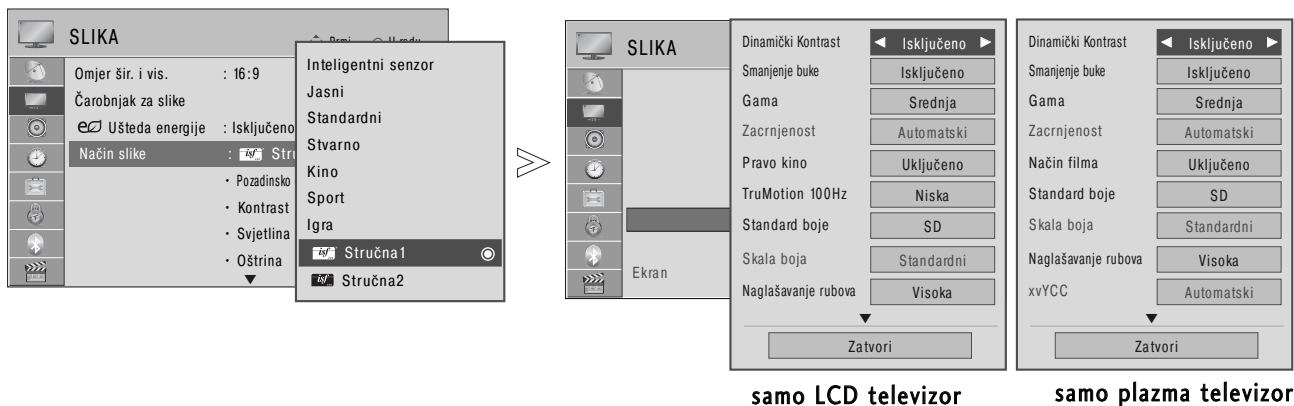 SLIKA
Omjer šir. i vis. : 16:9
Čarobnjak za slike
Ušteda energije : Isključeno
Način slike : isf Stru
• Pozadinsko
• Kontrast
• Svjetlina
• Oštrina
Inteligentni senzor
Jasni
Standardni
Stvarno
Kino
Sport
Igra
isf Stručna1
isf Stručna2
SLIKA
Ekran
Dinamički Kontrast Isključeno
Smanjenje buke Isključeno
Gama Srednja
Zacrnjenost Automatski
Pravo kino Uključeno
TruMotion 100Hz Niska
Standard boje SD
Skala boja Standardni
Naglašavanje rubova Visoka
Zatvori
samo LCD televizor
Dinamički Kontrast Isključeno
Smanjenje buke Isključeno
Gama Srednja
Zacrnjenost Automatski
Način filma Uključeno
Standard boje SD
Skala boja Standardni
Naglašavanje rubova Visoka
xvYCC Automatski
Zatvori
samo plazma televizor